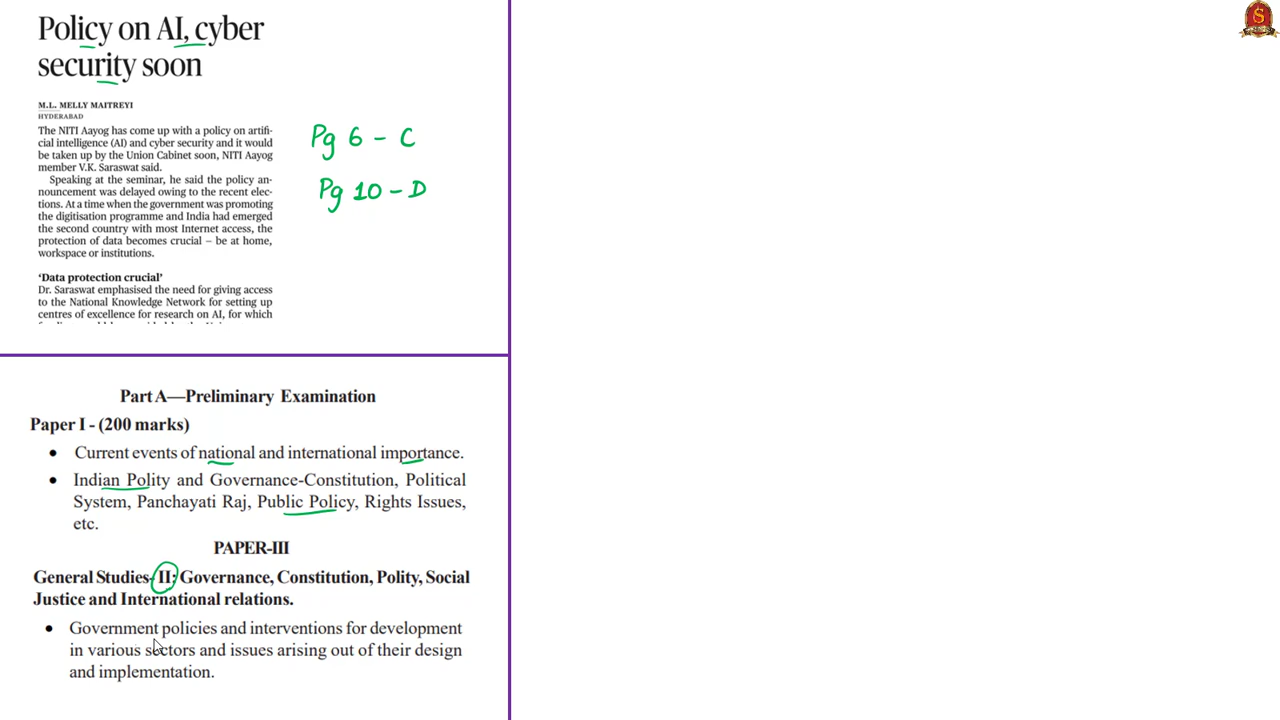 Policy on AI, cyber
security soon
M.L. MELLY MAITREYI
HYDERABAD
The NITI Aayog has come up with a policy on artifi-
cial intelligence (AI) and cyber security and it would
be taken up by the Union Cabinet soon, NITI Aayog
member V.K. Saraswat said.
Speaking at the seminar, he said the policy an-
nouncement was delayed owing to the recent elec-
tions. At a time when the government was promoting
the digitisation programme and India had emerged
the second country with most Internet access, the
protection of data becomes crucial – be at home,
workspace or institutions.
‘Data protection crucial’
Dr. Saraswat emphasised the need for giving access
to the National Knowledge Network for setting up
centres of excellence for research on AI, for which
Pg 6 - C
Pg 10 - D
S
Part A—Preliminary Examination
Paper I - (200 marks)
• Current events of national and international importance.
• Indian Polity and Governance-Constitution, Political
System, Panchayati Raj, Public Policy, Rights Issues,
etc.
PAPER-III
General Studies- II: Governance, Constitution, Polity, Social
Justice and International relations.
• Government policies and interventions for development
in various sectors and issues arising out of their design
and implementation.